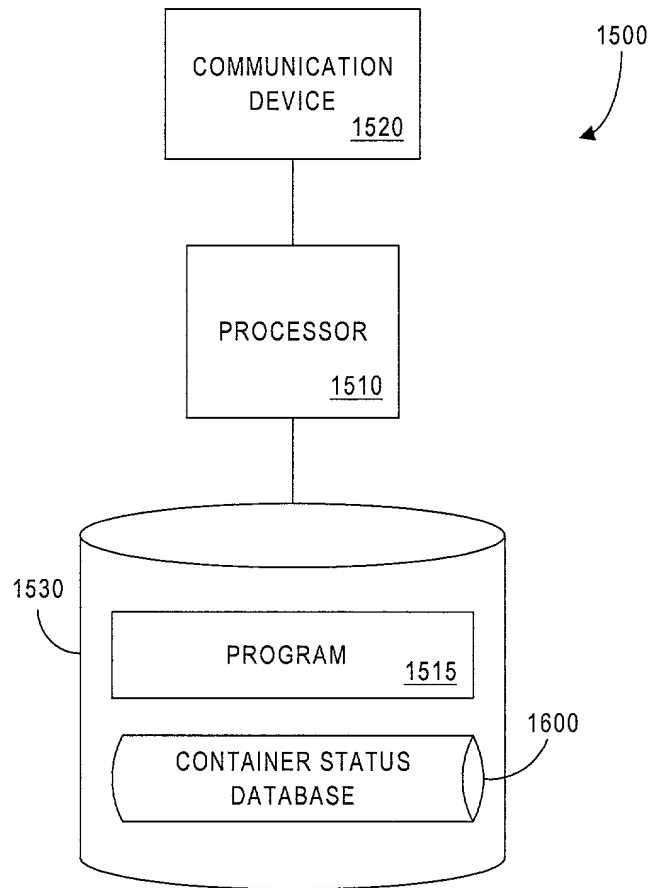 1500
COMMUNICATION
DEVICE
1520
PROCESSOR
1510
1530
PROGRAM
1515
1600
CONTAINER STATUS
DATABASE